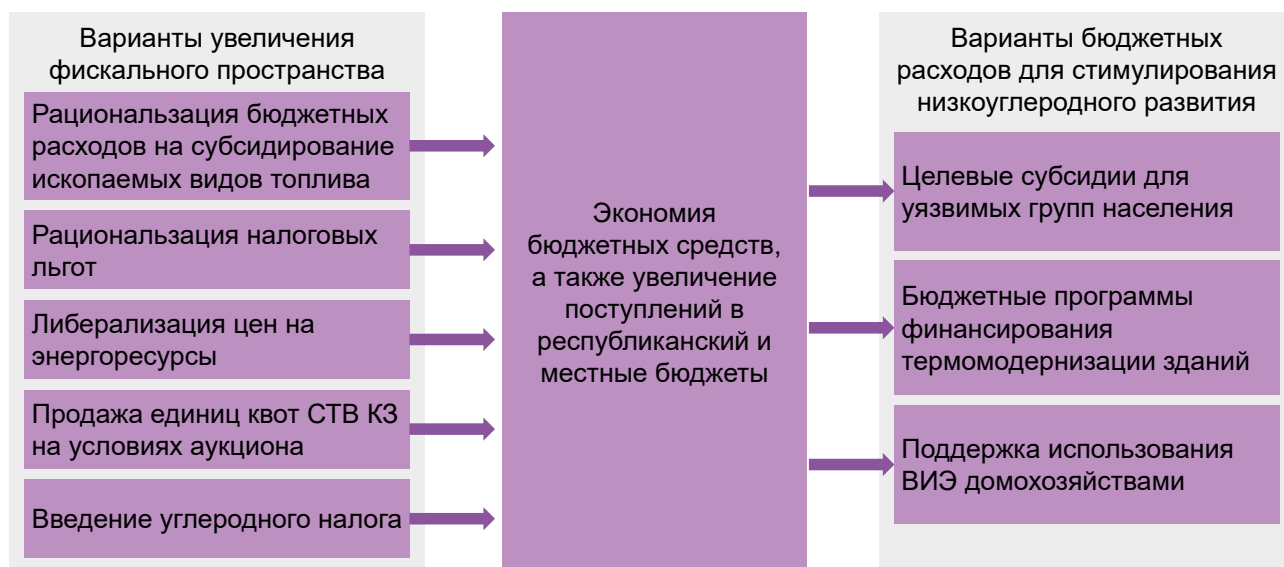 Варианты увеличения
фискального пространства
Рациональзация бюджетных
расходов на субсидирование
ископаемых видов топлива
Рациональзация налоговых
льгот
Либерализация цен на
энергоресурсы
Продажа единиц квот СТВ КЗ
на условиях аукциона
Введение углеродного налога
Экономия
бюджетных средств,
а также увеличение
поступлений в
республиканский и
местные бюджеты
Варианты бюджетных
расходов для стимулирования
низкоуглеродного развития
Целевые субсидии для
уязвимых групп населения
Бюджетные программы
финансирования
термомодернизации зданий
Поддержка использования
ВИЭ домохозяйствами